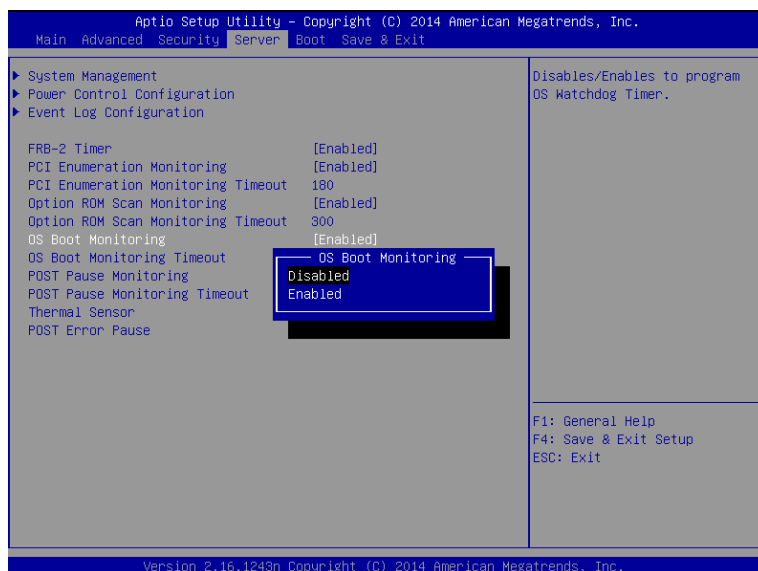 Aptio Setup Utility – Copyright (C) 2014 American Megatrends, Inc.
Main Advanced Security Server Boot Save & Exit
System Management
Power Control Configuration
Event Log Configuration
FRB-2 Timer [Enabled]
PCI Enumeration Monitoring [Enabled]
PCI Enumeration Monitoring Timeout 180
Option ROM Scan Monitoring [Enabled]
Option ROM Scan Monitoring Timeout 300
OS Boot Monitoring [Enabled]
OS Boot Monitoring Timeout
POST Pause Monitoring
POST Pause Monitoring Timeout
Thermal Sensor
POST Error Pause
OS Boot Monitoring
Disabled
Enabled
Disables/Enables to program
OS Watchdog Timer.
F1: General Help
F4: Save & Exit Setup
ESC: Exit
Version 2.16.1243n Copyright (C) 2014 American Megatrends, Inc.